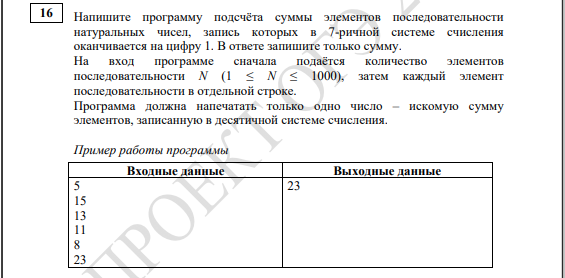 16
Напишите программу подсчёта суммы элементов последовательности
натуральных чисел, запись которых в 7-ричной системе счисления
оканчивается на цифру 1. В ответе запишите только сумму.
На вход программе сначала подаётся количество элементов
последовательности N (1 ≤ N ≤ 1000), затем каждый элемент
последовательности в отдельной строке.
Программа должна напечатать только одно число – искомую сумму
элементов, записанную в десятичной системе счисления.
Пример работы программы
Входные данные Выходные данные
5 23
15
13
11
8
23
ПРОЕКТ ОГЭ 2